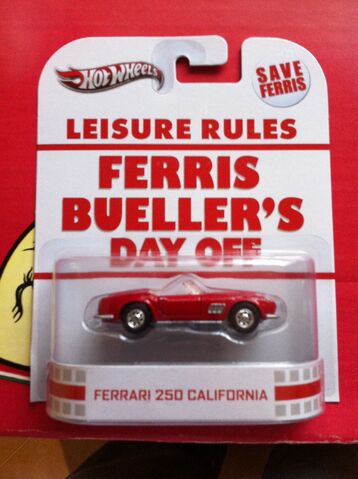 HOT WHEELS
SAVE
FERRIS
LEISURE RULES
FERRIS
BUELLER'S
DAY OFF
FERRARI 250 CALIFORNIA